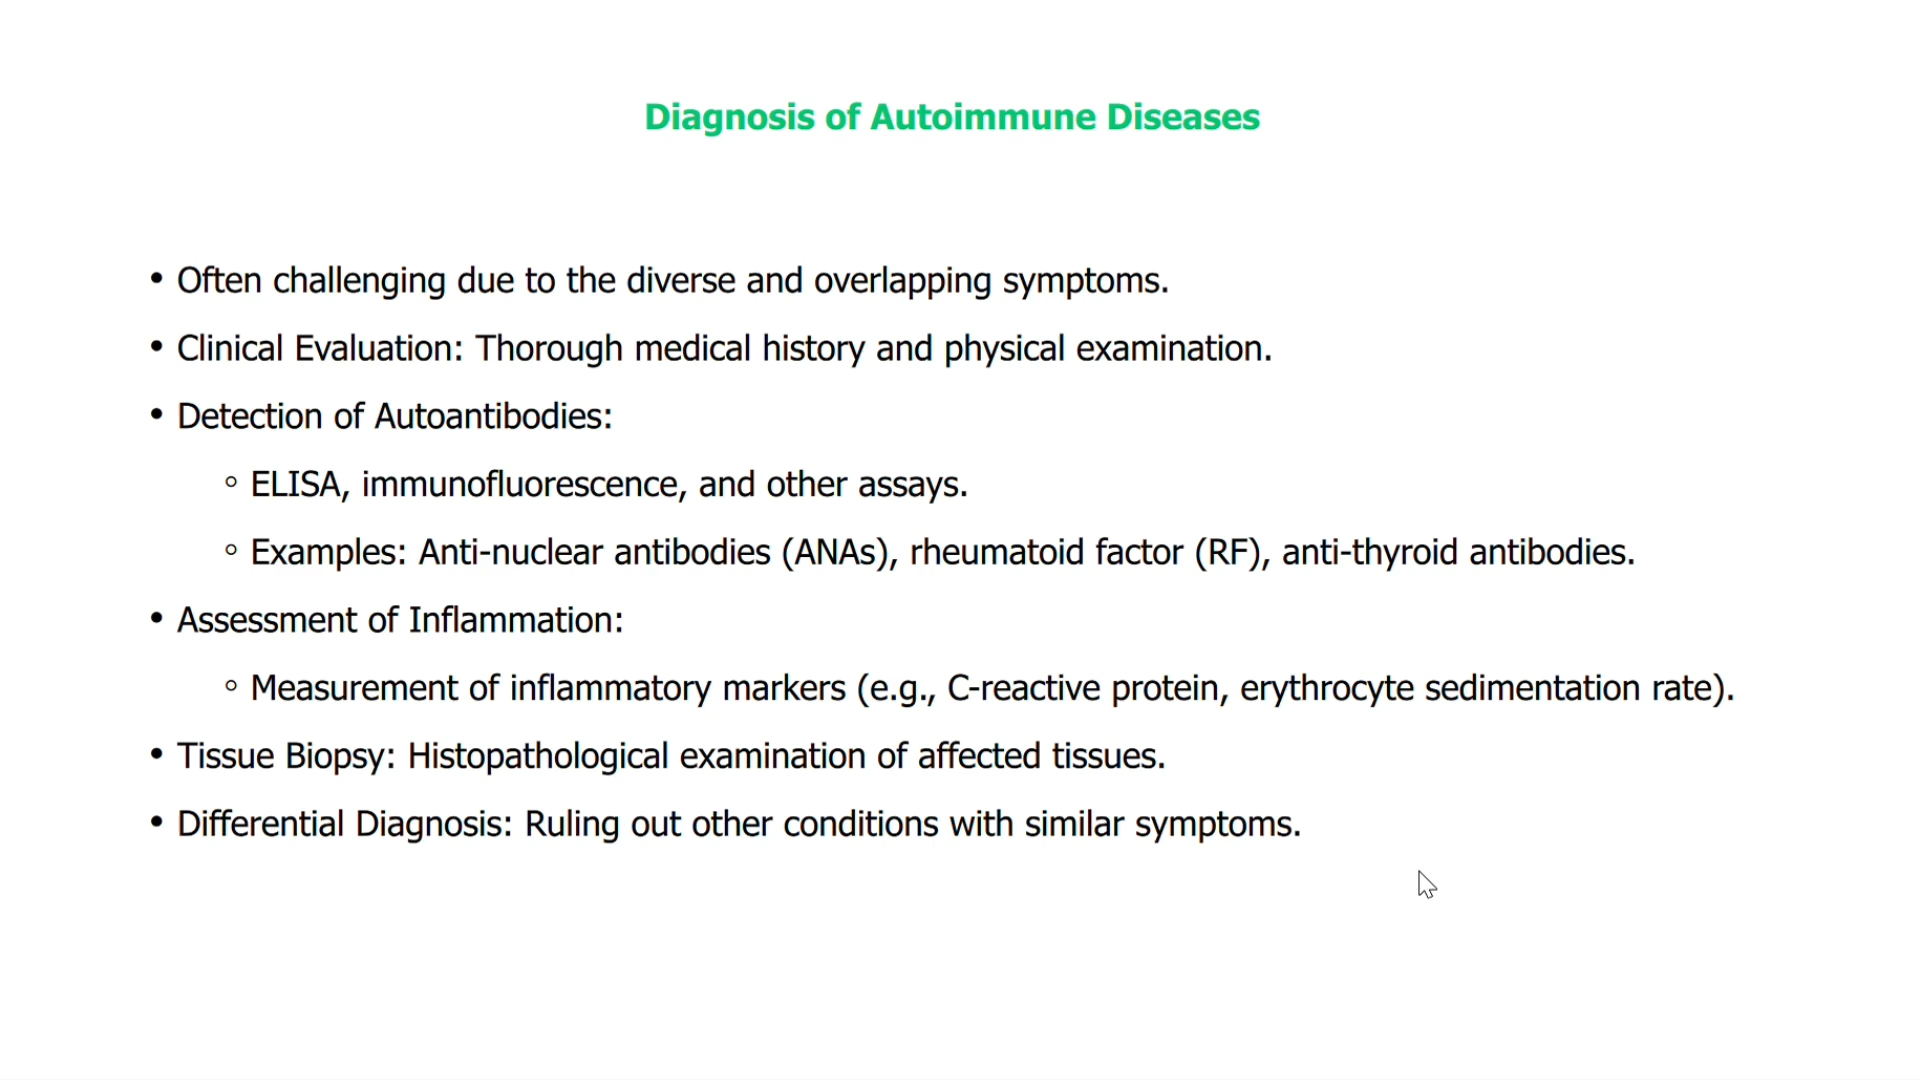 Diagnosis of Autoimmune Diseases
• Often challenging due to the diverse and overlapping symptoms.
• Clinical Evaluation: Thorough medical history and physical examination.
• Detection of Autoantibodies:
◦ ELISA, immunofluorescence, and other assays.
◦ Examples: Anti-nuclear antibodies (ANAs), rheumatoid factor (RF), anti-thyroid antibodies.
• Assessment of Inflammation:
◦ Measurement of inflammatory markers (e.g., C-reactive protein, erythrocyte sedimentation rate).
• Tissue Biopsy: Histopathological examination of affected tissues.
• Differential Diagnosis: Ruling out other conditions with similar symptoms.